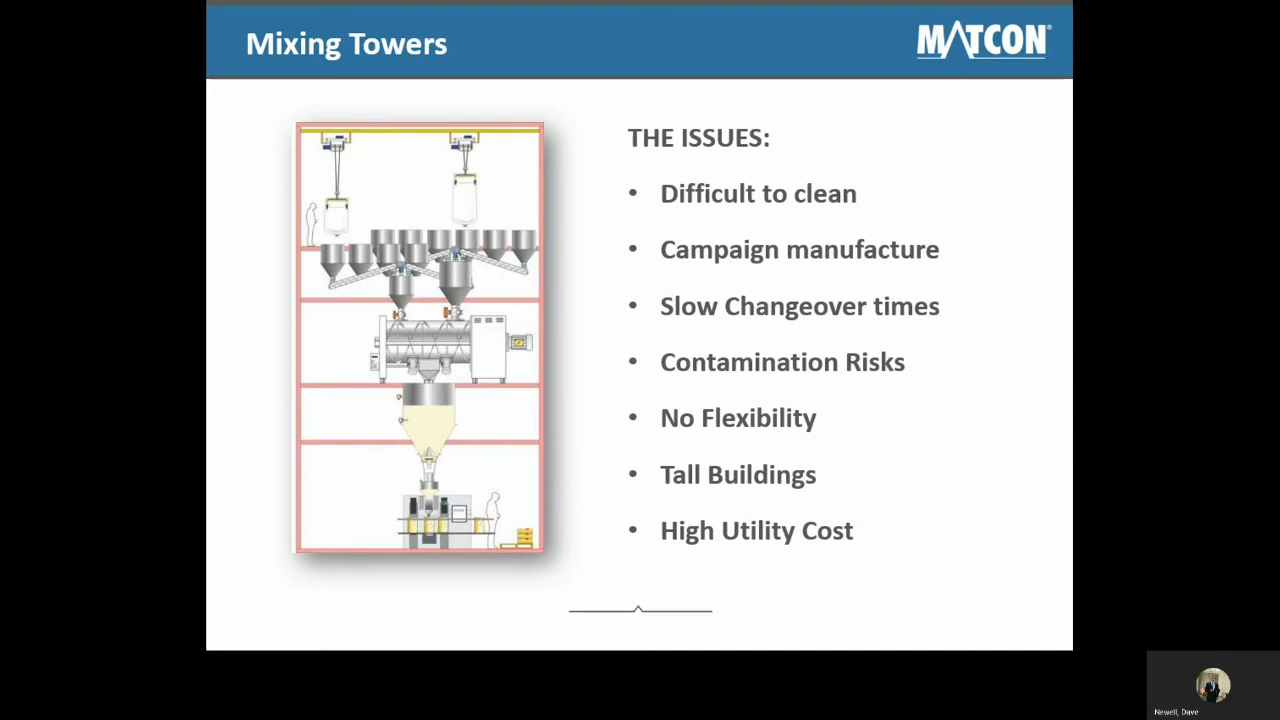 Mixing Towers
MATCON®
THE ISSUES:
• Difficult to clean
• Campaign manufacture
• Slow Changeover times
• Contamination Risks
• No Flexibility
• Tall Buildings
• High Utility Cost
Newell, Dave